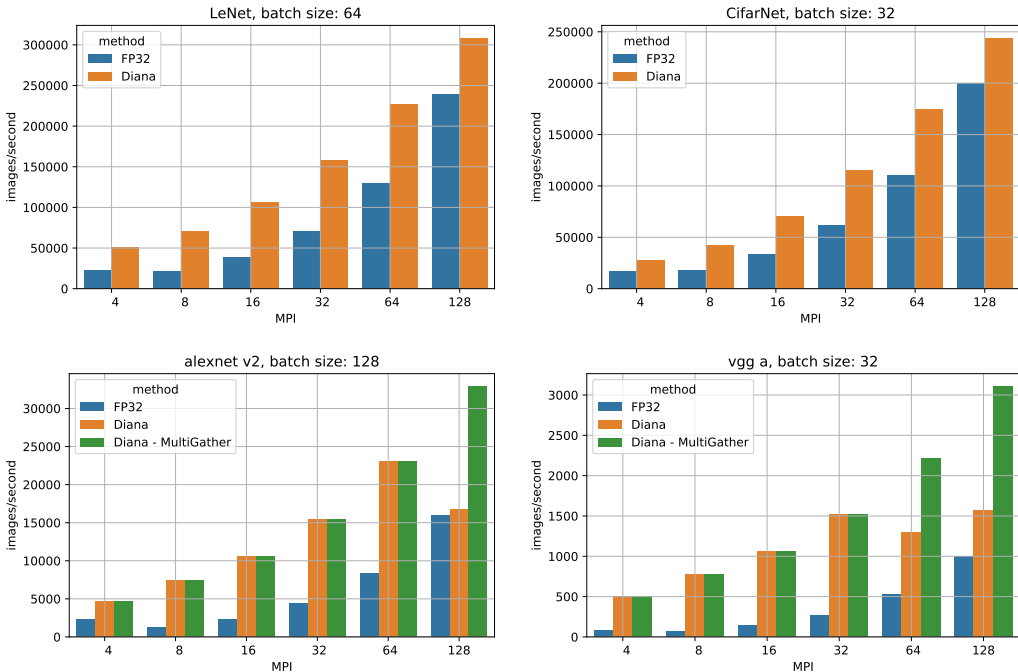 LeNet, batch size: 64
300000
250000
200000
150000
100000
50000
0
images/second
method
FP32
Diana
4 8 16 32 64 128
MPI
CifarNet, batch size: 32
250000
200000
150000
100000
50000
0
images/second
method
FP32
Diana
4 8 16 32 64 128
MPI
alexnet v2, batch size: 128
30000
25000
20000
15000
10000
5000
0
images/second
method
FP32
Diana
Diana - MultiGather
4 8 16 32 64 128
MPI
vgg a, batch size: 32
3000
2500
2000
1500
1000
500
0
images/second
method
FP32
Diana
Diana - MultiGather
4 8 16 32 64 128
MPI